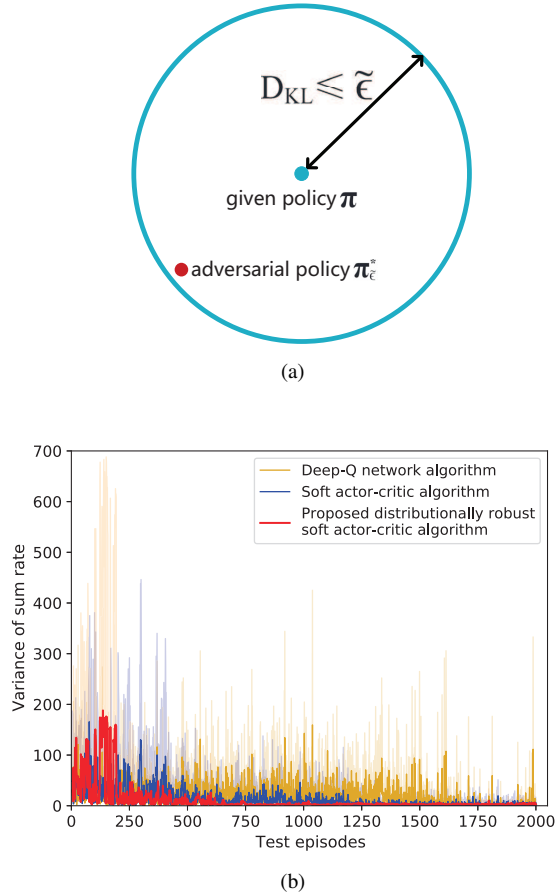 D_KL ≤ ϵ̃
given policy π
adversarial policy π*_ϵ̃
(a)
700
600
500
400
300
200
100
0
Variance of sum rate
Deep-Q network algorithm
Soft actor-critic algorithm
Proposed distributionally robust
soft actor-critic algorithm
0 250 500 750 1000 1250 1500 1750 2000
Test episodes
(b)